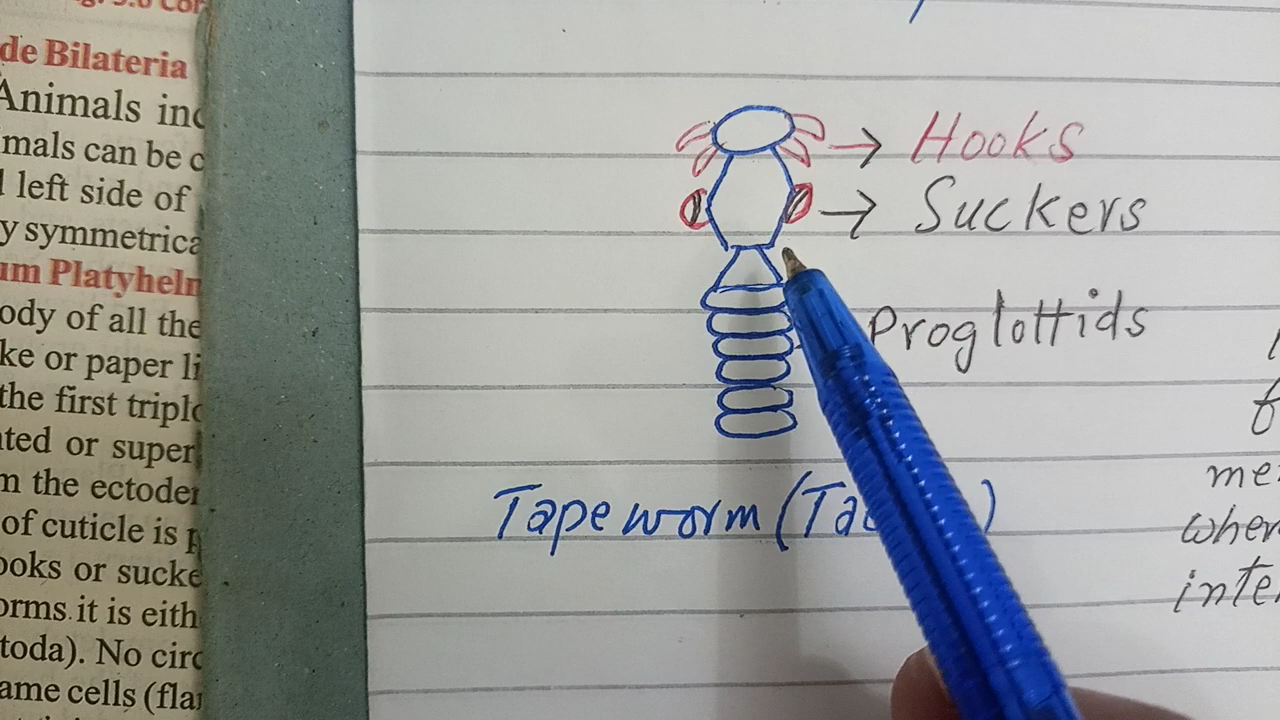 de Bilateria
Animals inc
mals can be c
left side of
y symmetrica
um Platyheln
ody of all the
ke or paper li
the first triplo
ted or super
m the ectoder
of cuticle is p
ooks or sucke
orms it is eith
toda). No circ
ame cells (flar
Hooks
Suckers
Proglottids
Tapeworm (Ta )
me
wher
inte